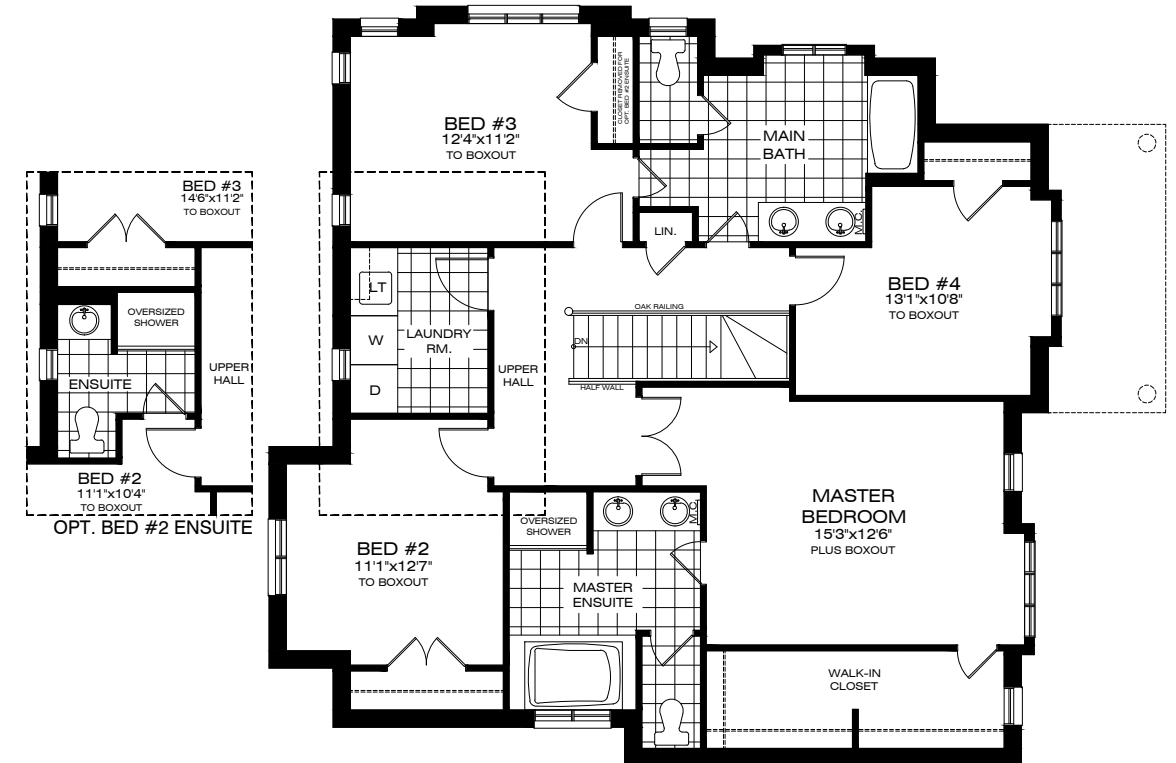 BED #3
12'4"x11'2"
TO BOXOUT
CLOSET REMOVED FOR
OPT. BED #2 ENSUITE
MAIN
BATH
M.C.
LIN.
BED #4
13'1"x10'8"
TO BOXOUT
BED #3
14'6"x11'2"
TO BOXOUT
OVERSIZED
SHOWER
ENSUITE
UPPER
HALL
BED #2
11'1"x10'4"
TO BOXOUT
OPT. BED #2 ENSUITE
LT
W
D
LAUNDRY
RM.
UPPER
HALL
OAK RAILING
DN
HALF WALL
MASTER
BEDROOM
15'3"x12'6"
PLUS BOXOUT
BED #2
11'1"x12'7"
TO BOXOUT
OVERSIZED
SHOWER
M.C.
MASTER
ENSUITE
WALK-IN
CLOSET